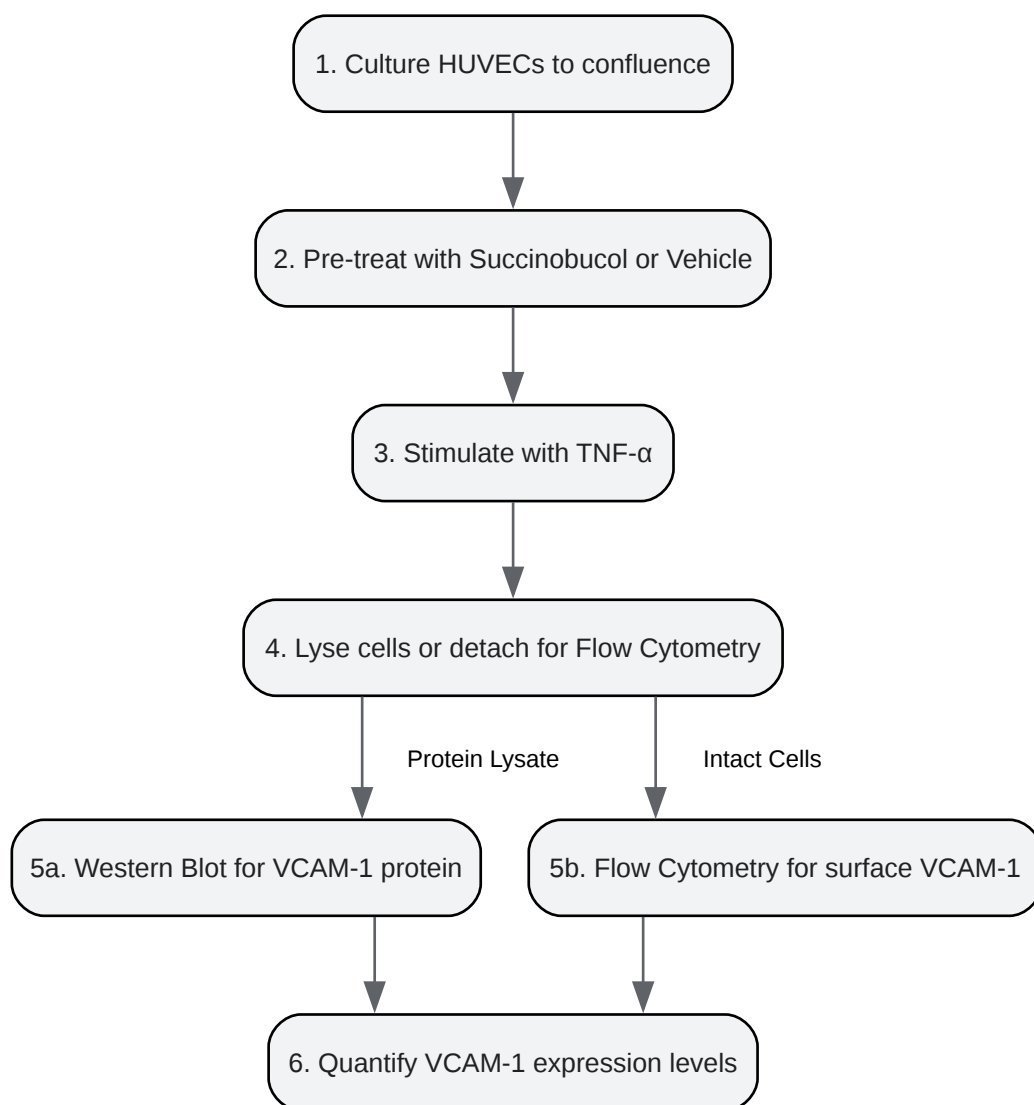 1. Culture HUVECs to confluence
2. Pre-treat with Succinobucol or Vehicle
3. Stimulate with TNF-α
4. Lyse cells or detach for Flow Cytometry
Protein Lysate
Intact Cells
5a. Western Blot for VCAM-1 protein
5b. Flow Cytometry for surface VCAM-1
6. Quantify VCAM-1 expression levels